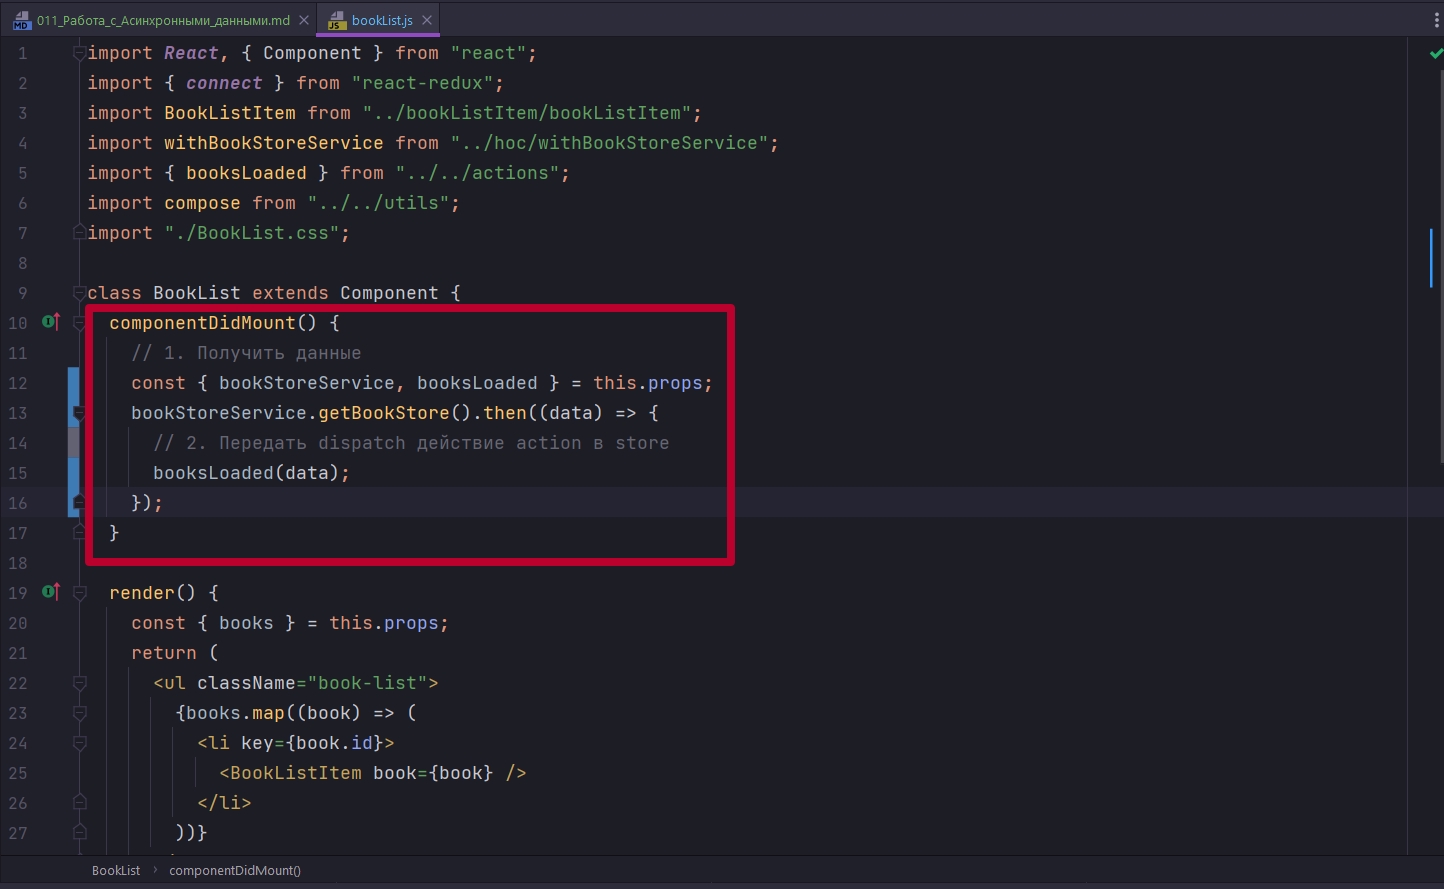 011_Работа_с_Асинхронными_данными.md
bookList.js
1 import React, { Component } from "react";
2 import { connect } from "react-redux";
3 import BookListItem from "../bookListItem/bookListItem";
4 import withBookStoreService from "../hoc/withBookStoreService";
5 import { booksLoaded } from "../../actions";
6 import compose from "../../utils";
7 import "./BookList.css";
8
9 class BookList extends Component {
10 componentDidMount() {
11 // 1. Получить данные
12 const { bookStoreService, booksLoaded } = this.props;
13 bookStoreService.getBookStore().then((data) => {
14 // 2. Передать dispatch действие action в store
15 booksLoaded(data);
16 });
17 }
18
19 render() {
20 const { books } = this.props;
21 return (
22 <ul className="book-list">
23 {books.map((book) => (
24 <li key={book.id}>
25 <BookListItem book={book} />
26 </li>
27 ))}
BookList › componentDidMount()